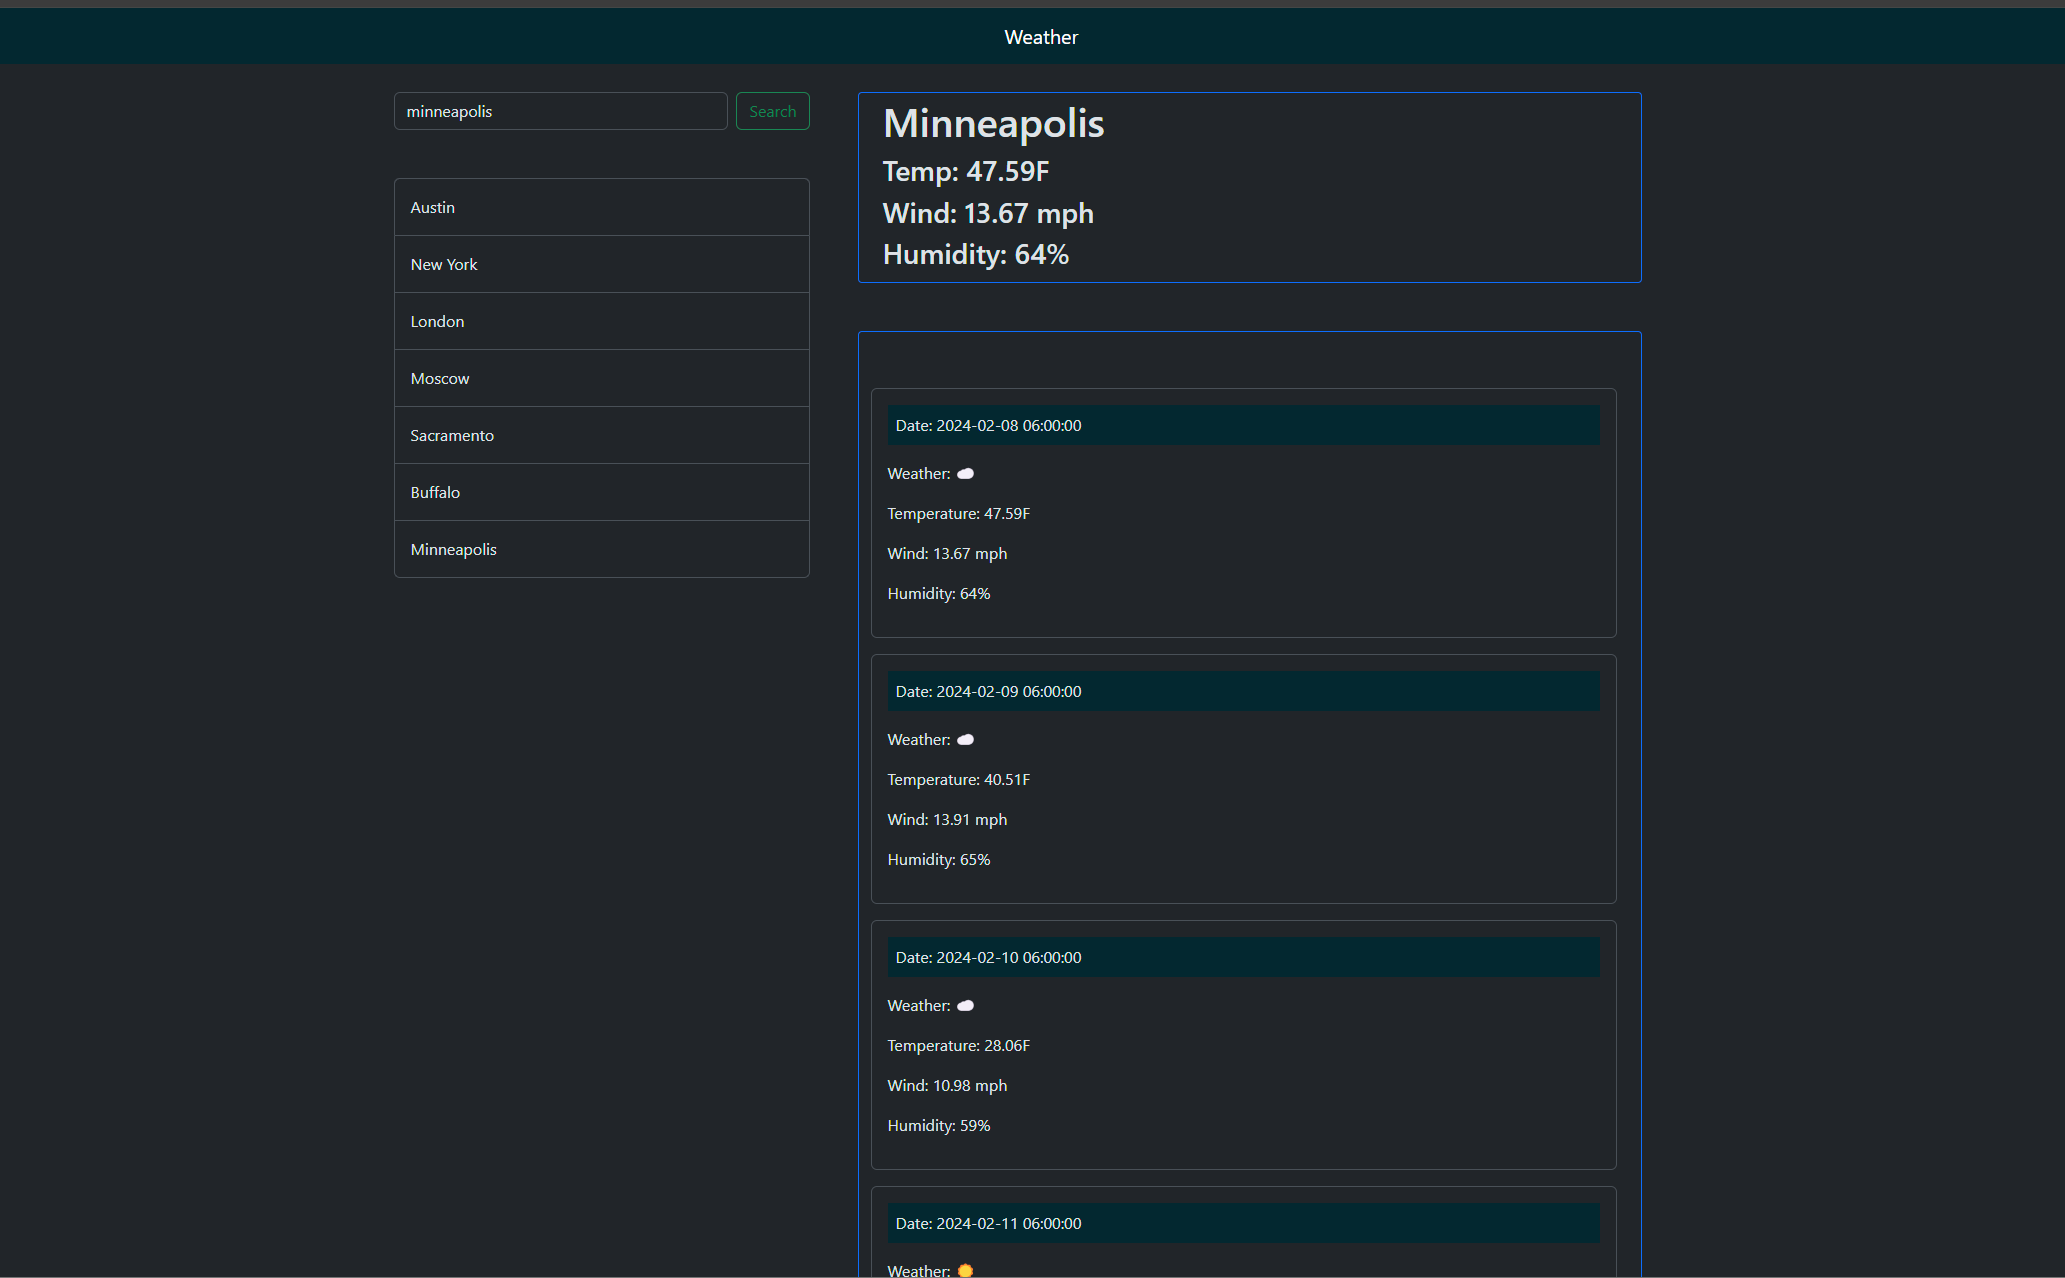 Weather
minneapolis
Search
Austin
New York
London
Moscow
Sacramento
Buffalo
Minneapolis
Minneapolis
Temp: 47.59F
Wind: 13.67 mph
Humidity: 64%
Date: 2024-02-08 06:00:00
Weather: ☁️
Temperature: 47.59F
Wind: 13.67 mph
Humidity: 64%
Date: 2024-02-09 06:00:00
Weather: ☁️
Temperature: 40.51F
Wind: 13.91 mph
Humidity: 65%
Date: 2024-02-10 06:00:00
Weather: ☁️
Temperature: 28.06F
Wind: 10.98 mph
Humidity: 59%
Date: 2024-02-11 06:00:00
Weather: ☀️